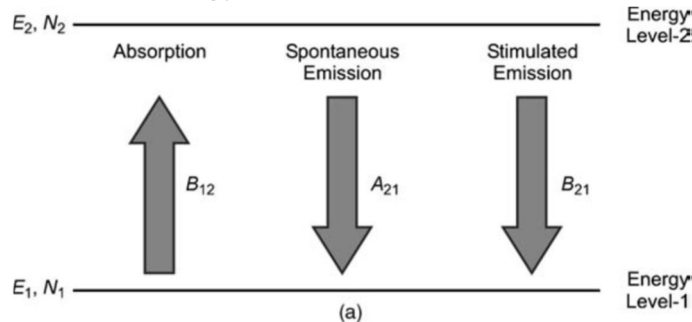 E₂, N₂
Energy
Level-2
Absorption
Spontaneous
Emission
Stimulated
Emission
B₁₂
A₂₁
B₂₁
E₁, N₁
Energy
Level-1
(a)